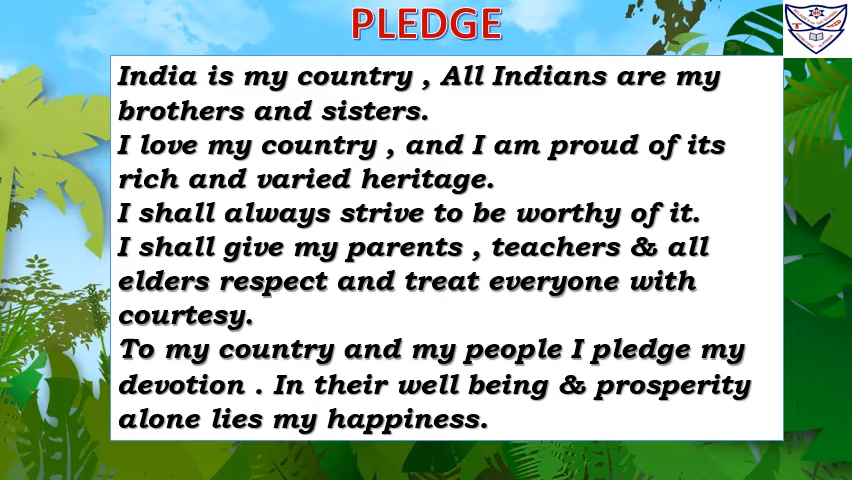 PLEDGE
India is my country , All Indians are my
brothers and sisters.
I love my country , and I am proud of its
rich and varied heritage.
I shall always strive to be worthy of it.
I shall give my parents , teachers & all
elders respect and treat everyone with
courtesy.
To my country and my people I pledge my
devotion . In their well being & prosperity
alone lies my happiness.